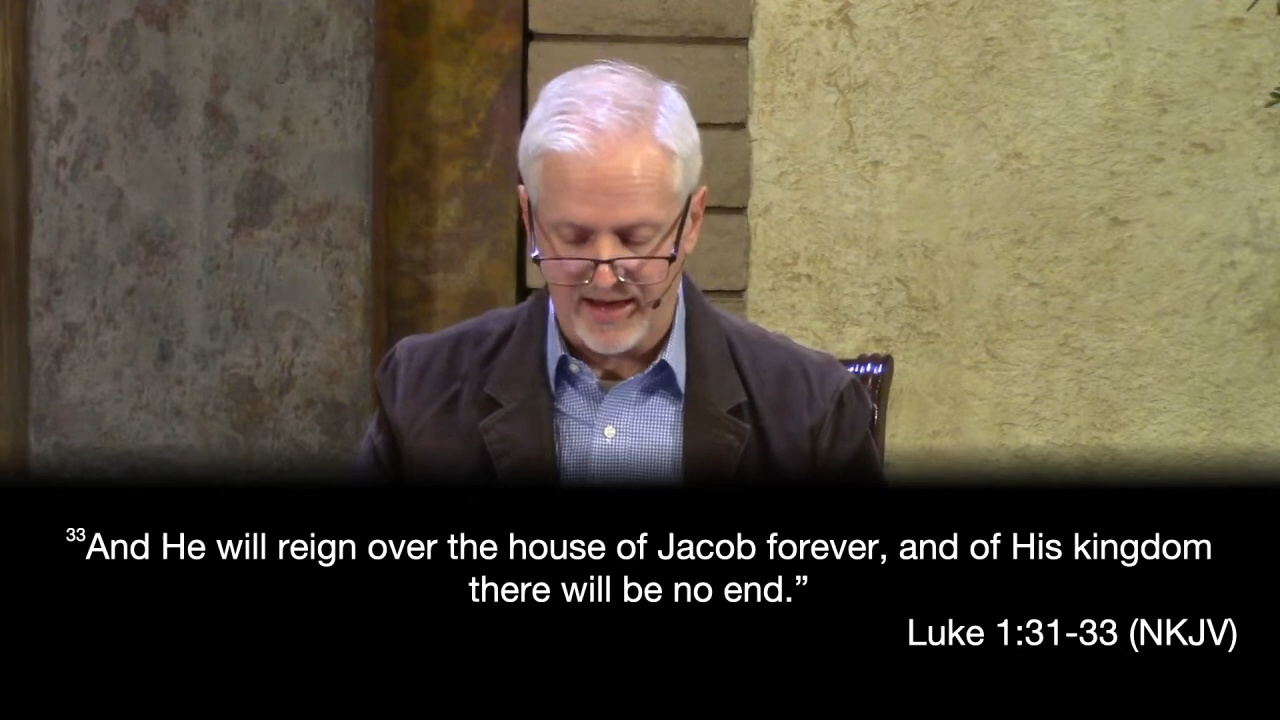 ³³And He will reign over the house of Jacob forever, and of His kingdom
there will be no end.”
Luke 1:31-33 (NKJV)